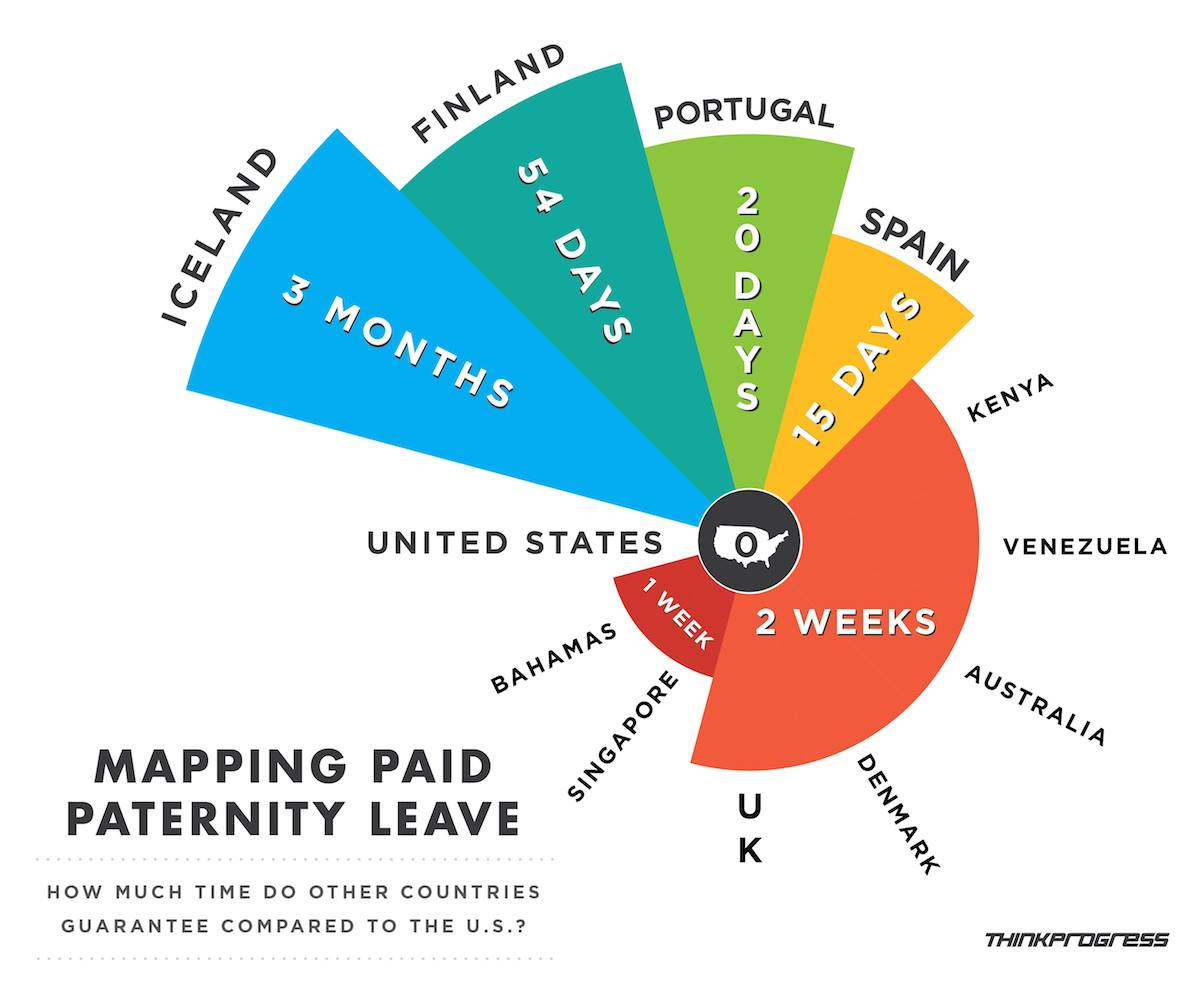 ICELAND
3 MONTHS
FINLAND
54 DAYS
PORTUGAL
20 DAYS
SPAIN
15 DAYS
KENYA
VENEZUELA
AUSTRALIA
DENMARK
UK
2 WEEKS
SINGAPORE
BAHAMAS
1 WEEK
UNITED STATES
0
MAPPING PAID
PATERNITY LEAVE
HOW MUCH TIME DO OTHER COUNTRIES
GUARANTEE COMPARED TO THE U.S.?
THINKPROGRESS